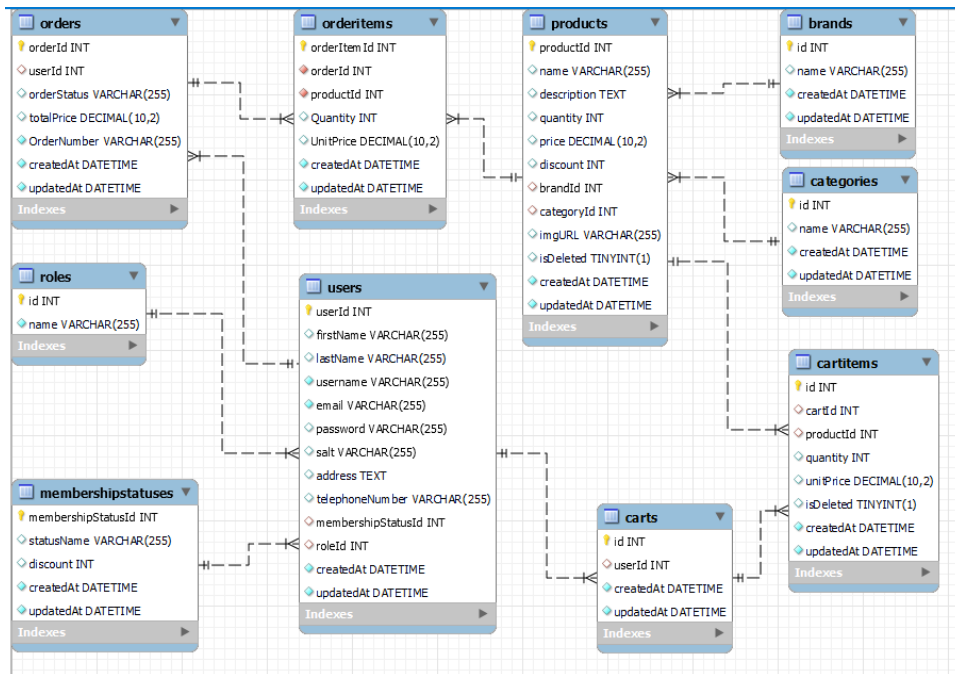 orders
orderId INT
userId INT
orderStatus VARCHAR(255)
totalPrice DECIMAL(10,2)
OrderNumber VARCHAR(255)
createdAt DATETIME
updatedAt DATETIME
Indexes
orderitems
orderItemId INT
orderId INT
productId INT
Quantity INT
UnitPrice DECIMAL(10,2)
createdAt DATETIME
updatedAt DATETIME
Indexes
products
productId INT
name VARCHAR(255)
description TEXT
quantity INT
price DECIMAL(10,2)
discount INT
brandId INT
categoryId INT
imgURL VARCHAR(255)
isDeleted TINYINT(1)
createdAt DATETIME
updatedAt DATETIME
Indexes
brands
id INT
name VARCHAR(255)
createdAt DATETIME
updatedAt DATETIME
Indexes
categories
id INT
name VARCHAR(255)
createdAt DATETIME
updatedAt DATETIME
Indexes
roles
id INT
name VARCHAR(255)
Indexes
users
userId INT
firstName VARCHAR(255)
lastName VARCHAR(255)
username VARCHAR(255)
email VARCHAR(255)
password VARCHAR(255)
salt VARCHAR(255)
address TEXT
telephoneNumber VARCHAR(255)
membershipStatusId INT
roleId INT
createdAt DATETIME
updatedAt DATETIME
Indexes
cartitems
id INT
cartId INT
productId INT
quantity INT
unitPrice DECIMAL(10,2)
isDeleted TINYINT(1)
createdAt DATETIME
updatedAt DATETIME
Indexes
membershipstatuses
membershipStatusId INT
statusName VARCHAR(255)
discount INT
createdAt DATETIME
updatedAt DATETIME
Indexes
carts
id INT
userId INT
createdAt DATETIME
updatedAt DATETIME
Indexes